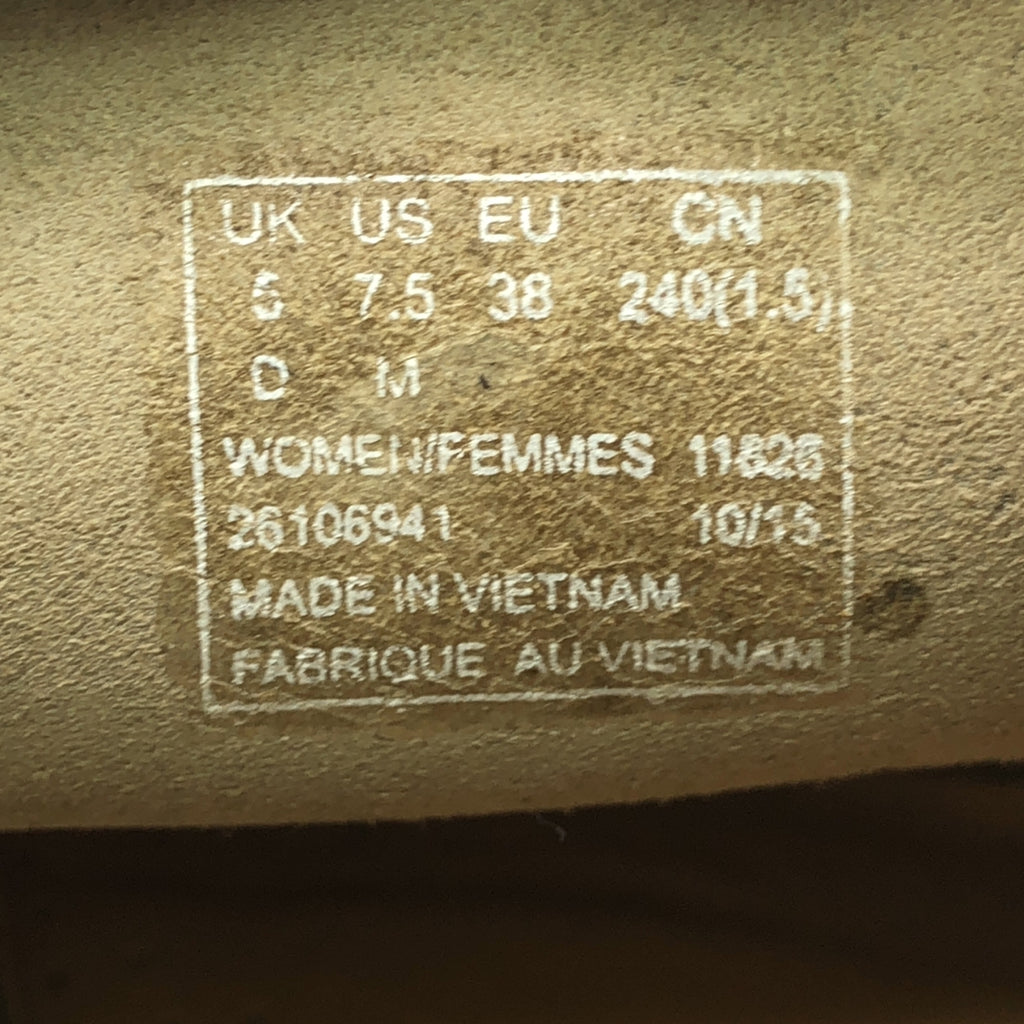 UK US EU CN
5 7.5 38 240(1.5)
D M
WOMEN/FEMMES
26106941 10/15
MADE IN VIETNAM
FABRIQUE AU VIETNAM